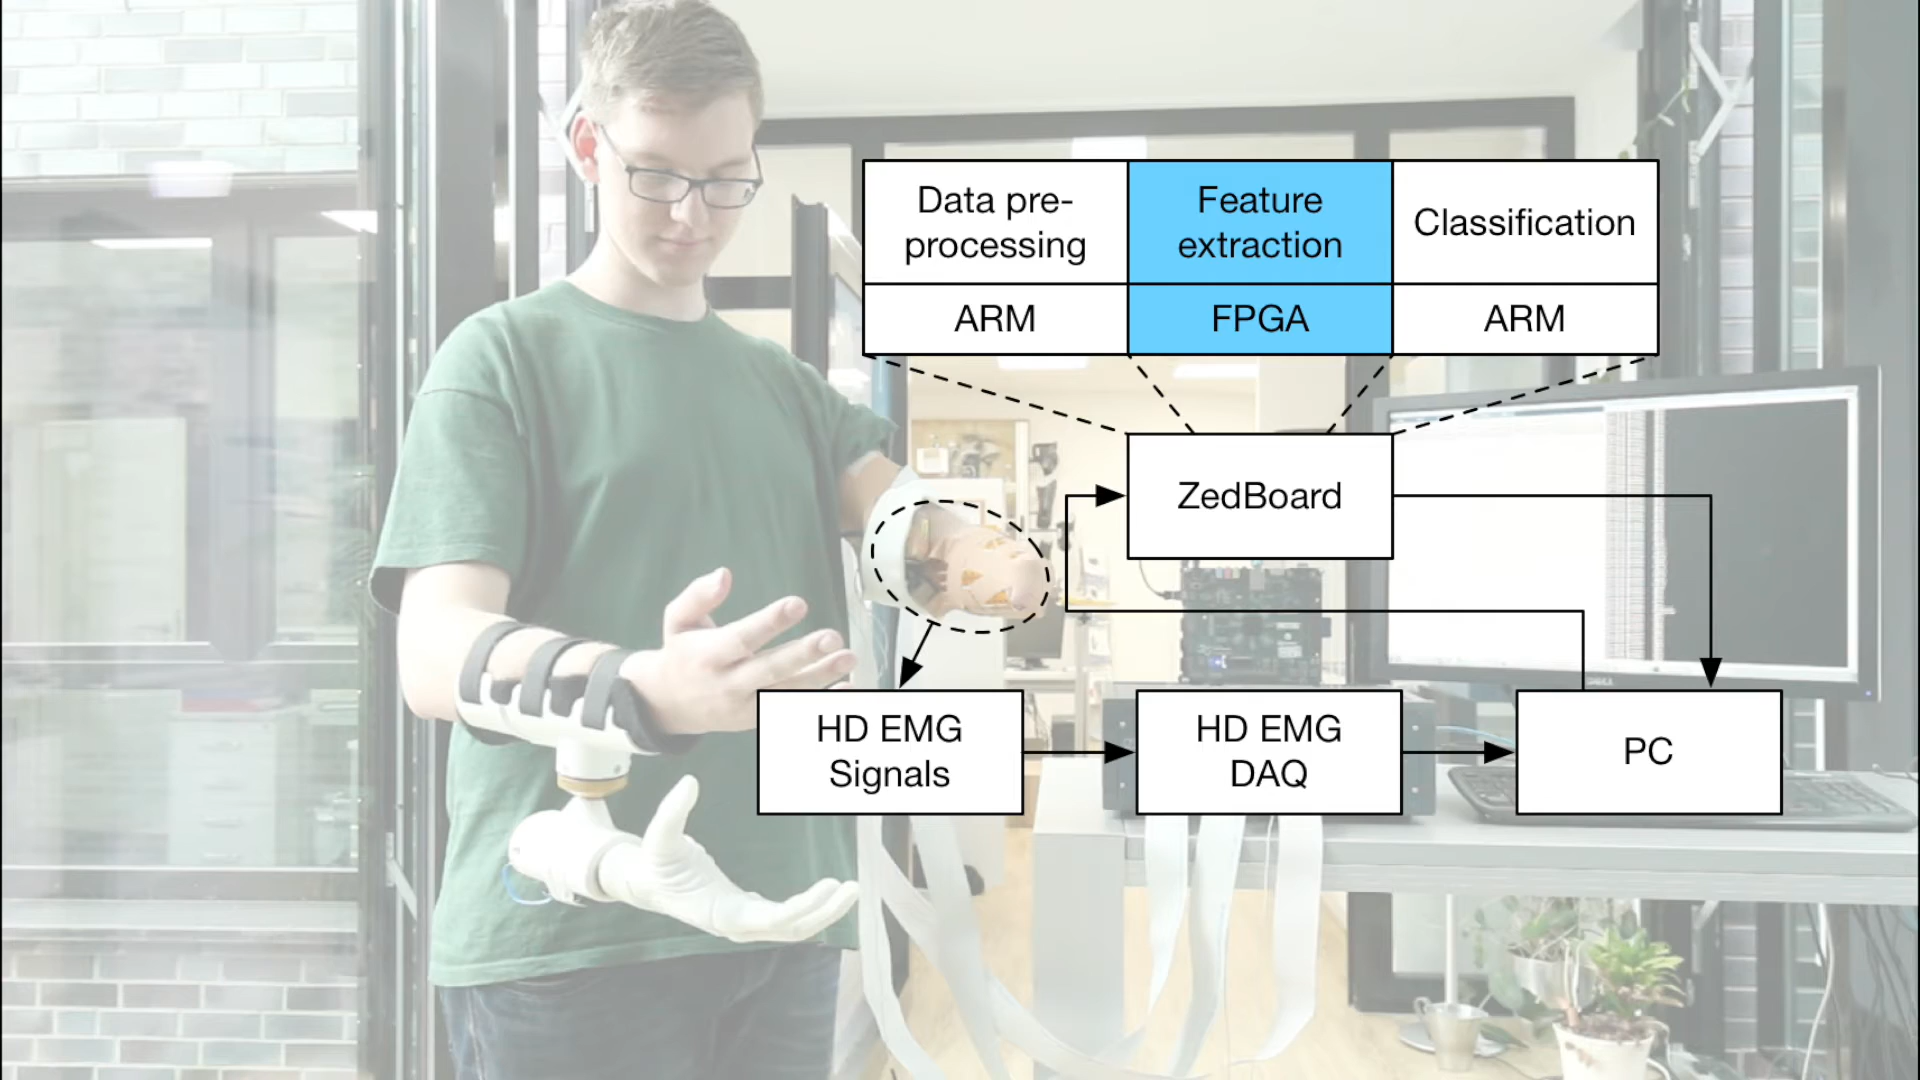 Data pre-
processing
Feature
extraction
Classification
ARM
FPGA
ARM
ZedBoard
HD EMG
Signals
HD EMG
DAQ
PC